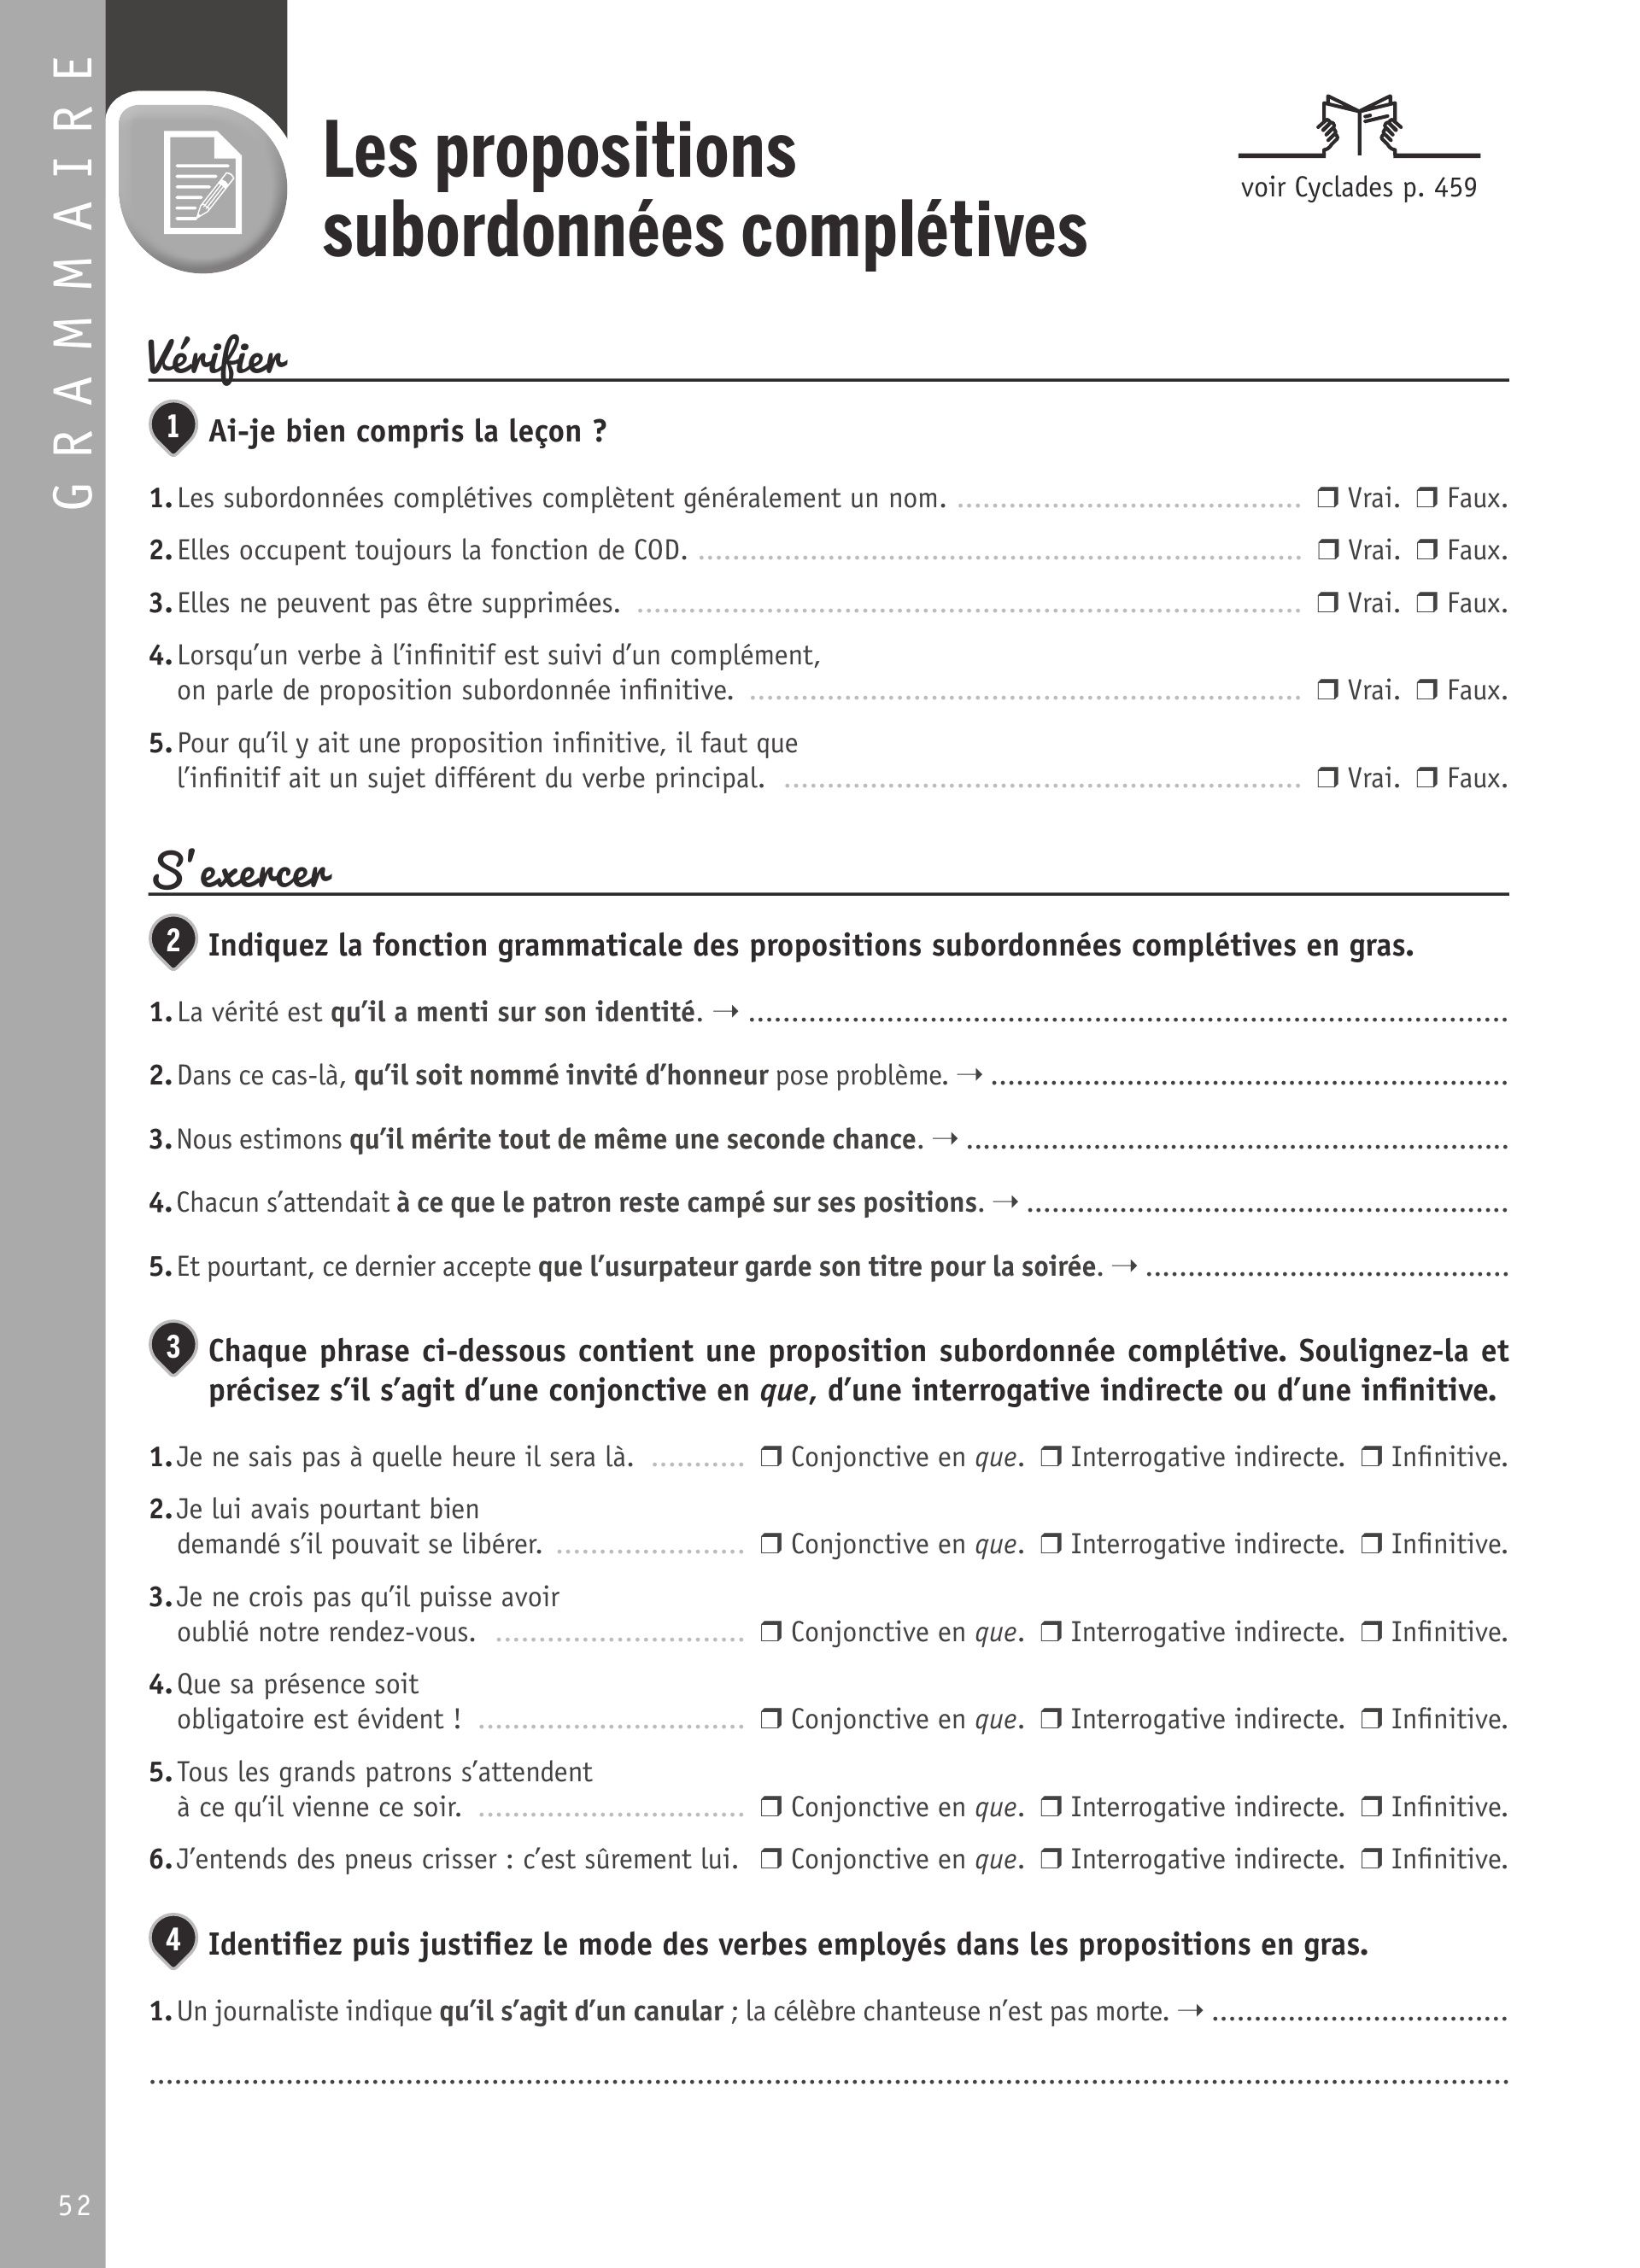 GRAMMAIRE
Les propositions
subordonnées complétives
voir Cyclades p. 459
Vérifier
1 Ai-je bien compris la leçon ?
1. Les subordonnées complétives complètent généralement un nom. ........................................ ❒ Vrai. ❒ Faux.
2. Elles occupent toujours la fonction de COD. ...................................................................... ❒ Vrai. ❒ Faux.
3. Elles ne peuvent pas être supprimées. ............................................................................. ❒ Vrai. ❒ Faux.
4. Lorsqu’un verbe à l’infinitif est suivi d’un complément,
on parle de proposition subordonnée infinitive. ................................................................ ❒ Vrai. ❒ Faux.
5. Pour qu’il y ait une proposition infinitive, il faut que
l’infinitif ait un sujet différent du verbe principal. ............................................................ ❒ Vrai. ❒ Faux.
S’exercer
2 Indiquez la fonction grammaticale des propositions subordonnées complétives en gras.
1. La vérité est qu’il a menti sur son identité. → ........................................................................................
2. Dans ce cas-là, qu’il soit nommé invité d’honneur pose problème. → ............................................................
3. Nous estimons qu’il mérite tout de même une seconde chance. → ...............................................................
4. Chacun s’attendait à ce que le patron reste campé sur ses positions. → ........................................................
5. Et pourtant, ce dernier accepte que l’usurpateur garde son titre pour la soirée. → ..........................................
3 Chaque phrase ci-dessous contient une proposition subordonnée complétive. Soulignez-la et
précisez s’il s’agit d’une conjonctive en que, d’une interrogative indirecte ou d’une infinitive.
1. Je ne sais pas à quelle heure il sera là. ........... ❒ Conjonctive en que. ❒ Interrogative indirecte. ❒ Infinitive.
2. Je lui avais pourtant bien
demandé s’il pouvait se libérer. ...................... ❒ Conjonctive en que. ❒ Interrogative indirecte. ❒ Infinitive.
3. Je ne crois pas qu’il puisse avoir
oublié notre rendez-vous. ............................. ❒ Conjonctive en que. ❒ Interrogative indirecte. ❒ Infinitive.
4. Que sa présence soit
obligatoire est évident ! ............................... ❒ Conjonctive en que. ❒ Interrogative indirecte. ❒ Infinitive.
5. Tous les grands patrons s’attendent
à ce qu’il vienne ce soir. ............................... ❒ Conjonctive en que. ❒ Interrogative indirecte. ❒ Infinitive.
6. J’entends des pneus crisser : c’est sûrement lui. ❒ Conjonctive en que. ❒ Interrogative indirecte. ❒ Infinitive.
4 Identifiez puis justifiez le mode des verbes employés dans les propositions en gras.
1. Un journaliste indique qu’il s’agit d’un canular ; la célèbre chanteuse n’est pas morte. → ..................................
..............................................................................................................................................................
52